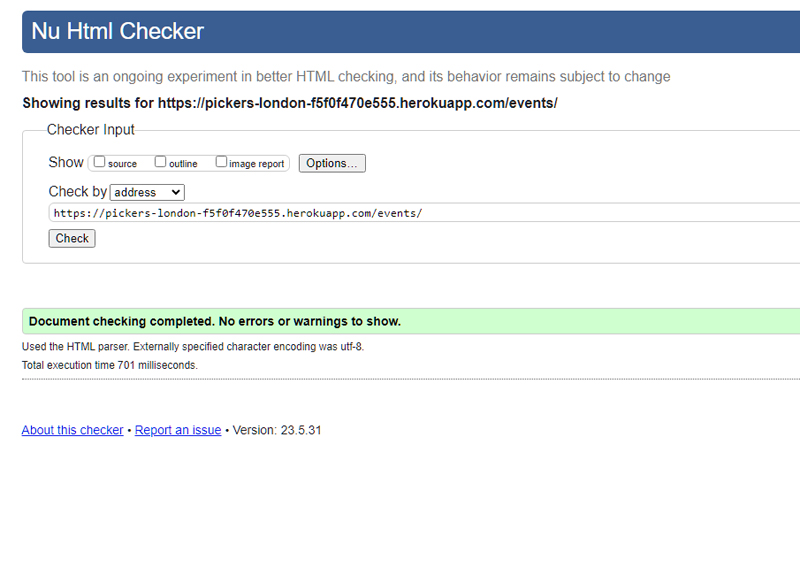 Nu Html Checker
This tool is an ongoing experiment in better HTML checking, and its behavior remains subject to change
Showing results for https://pickers-london-f5f0f470e555.herokuapp.com/events/
Checker Input
Show source outline image report Options...
Check by address
https://pickers-london-f5f0f470e555.herokuapp.com/events/
Check
Document checking completed. No errors or warnings to show.
Used the HTML parser. Externally specified character encoding was utf-8.
Total execution time 701 milliseconds.
About this checker • Report an issue • Version: 23.5.31